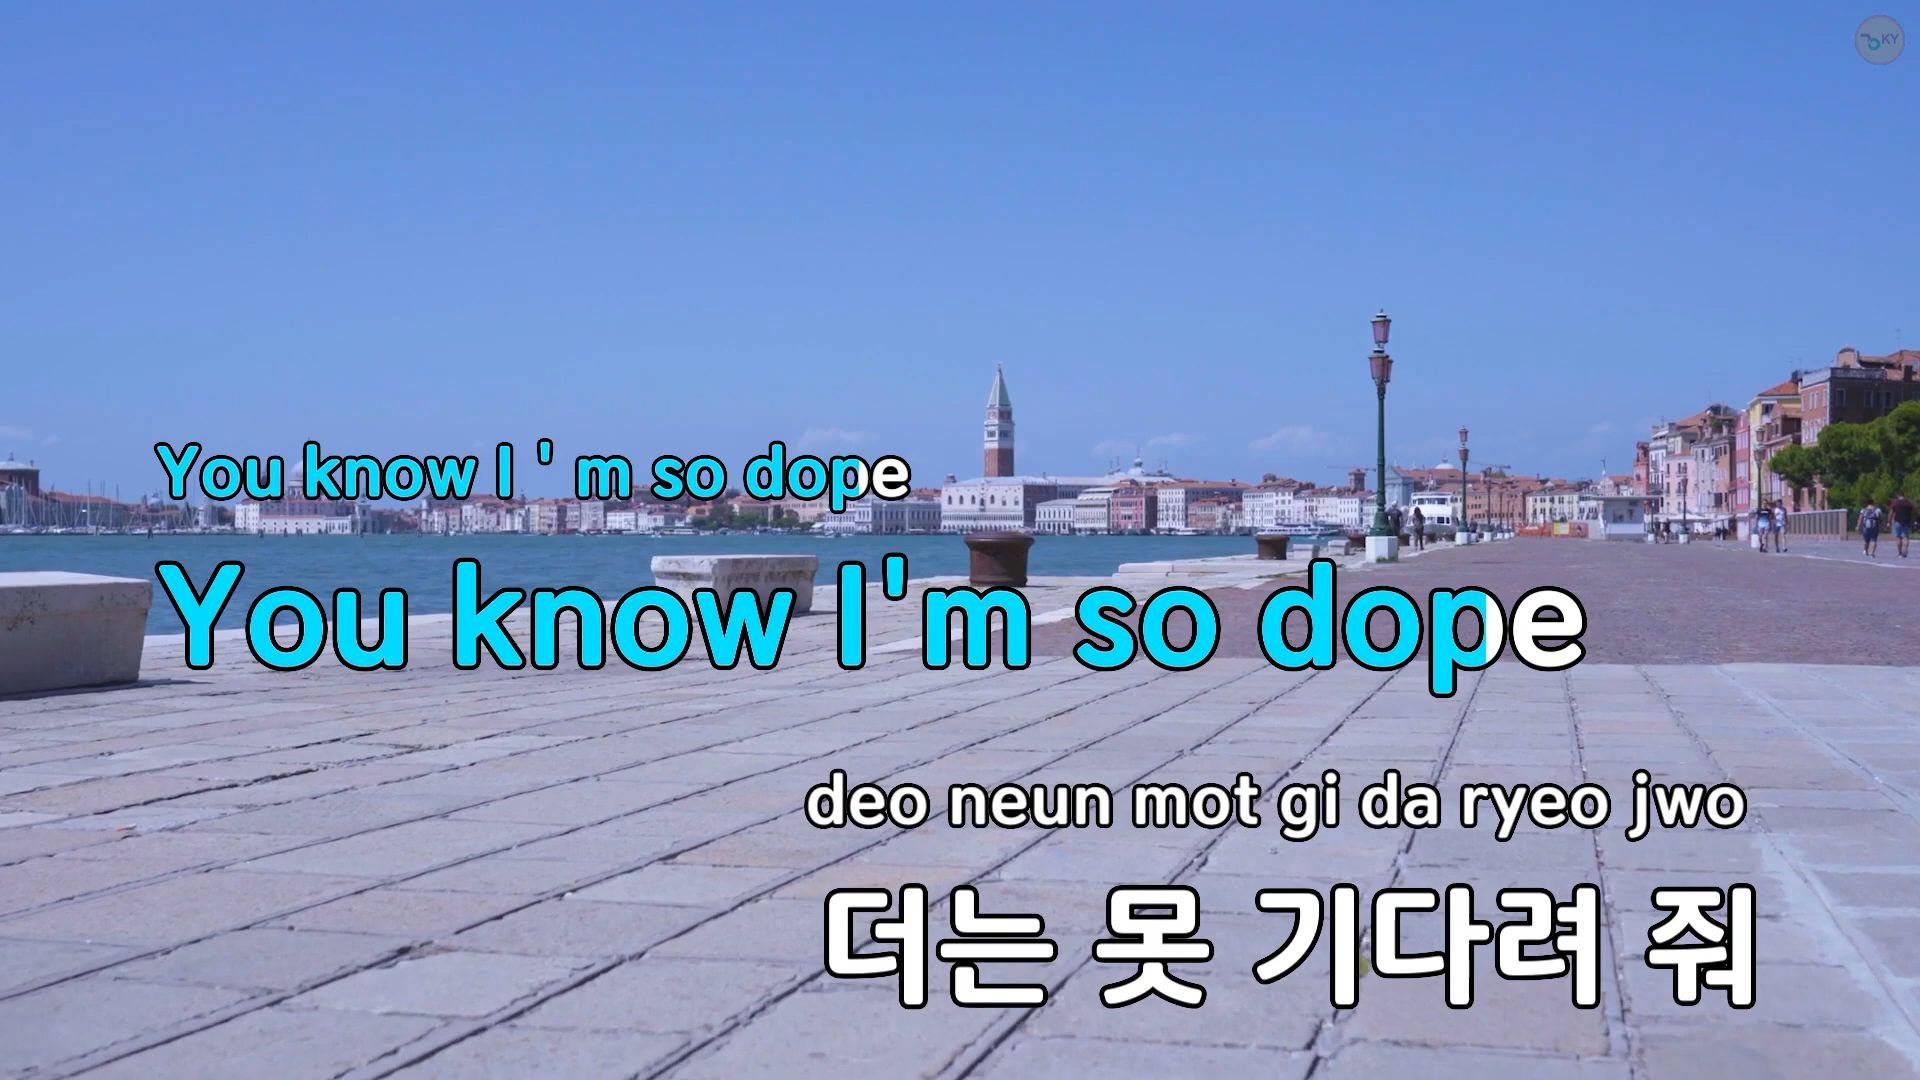 KY
You know I ' m so dope
You know I'm so dope
deo neun mot gi da ryeo jwo
더는 못 기다려 줘